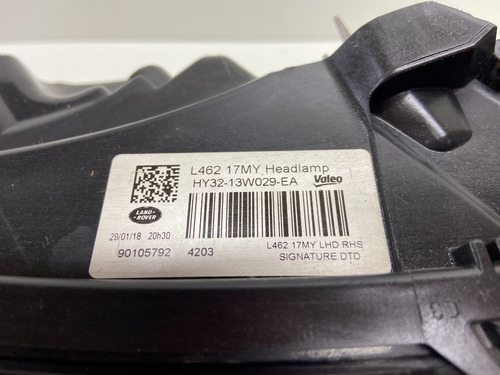 L462 17MY Headlamp
HY32-13W029-EA
Valeo
LAND-
ROVER
29/01/18 20h30
90105792 4203
L462 17MY LHD RHS
SIGNATURE DTD